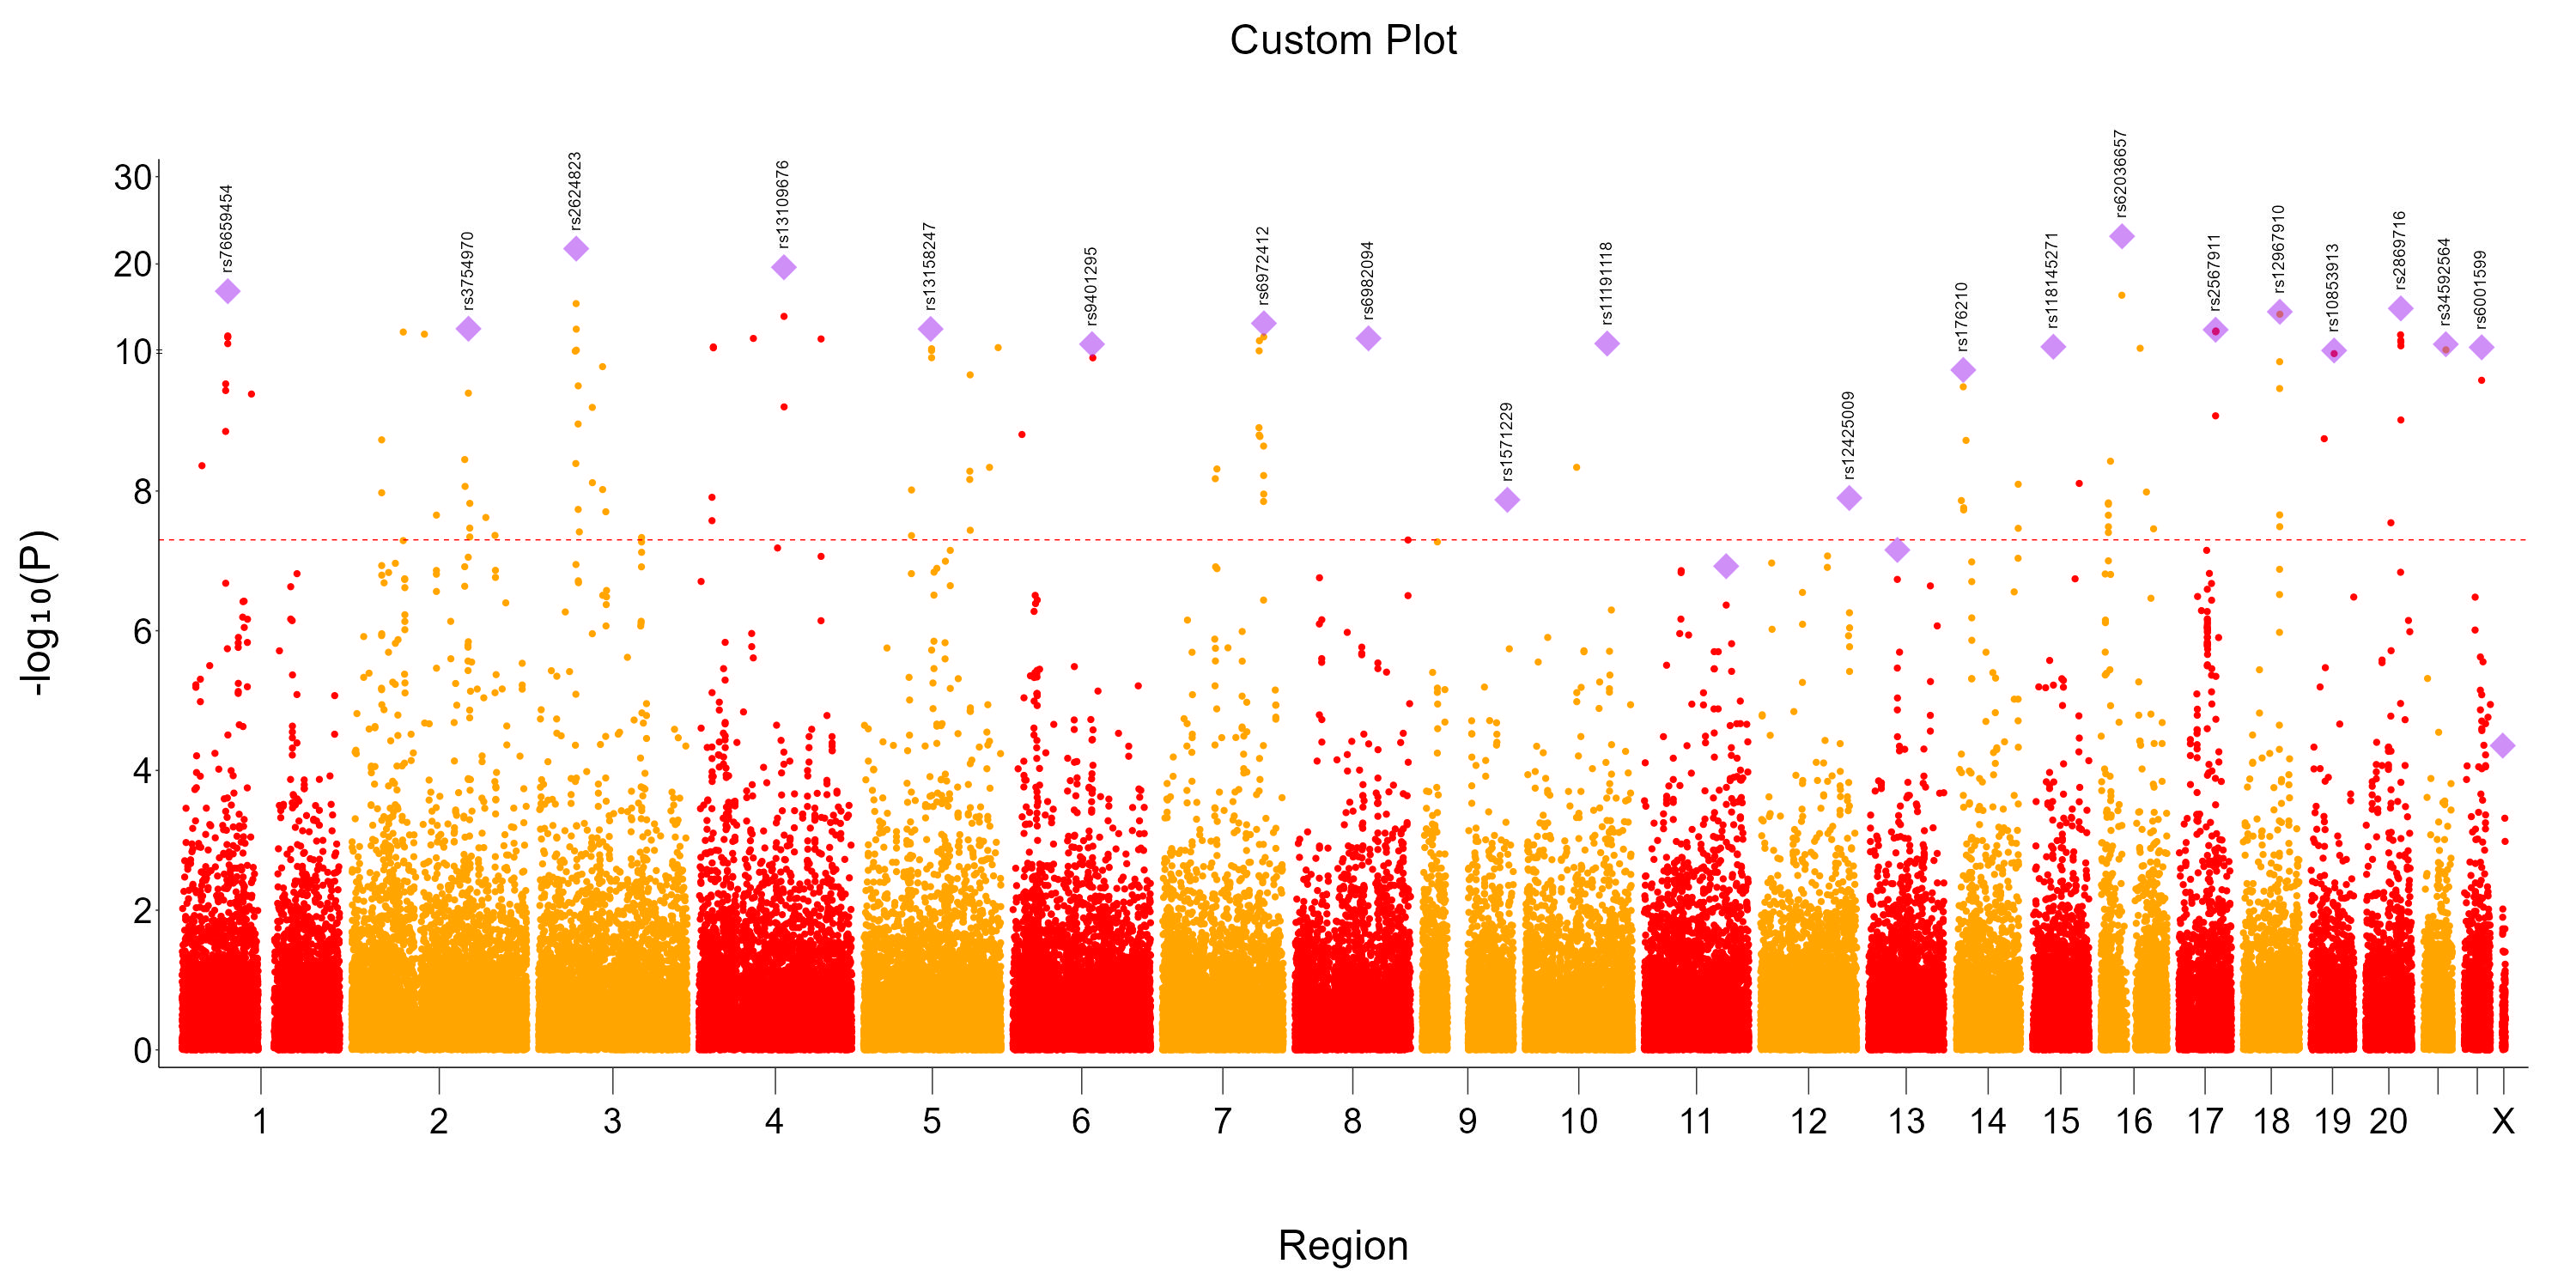 Custom Plot
-log₁₀(P)
30
20
10
8
6
4
2
0
rs76659454
rs3754970
rs2624823
rs13109676
rs13158247
rs9401295
rs6972412
rs6982094
rs1571229
rs11191118
rs12425009
rs176210
rs118145271
rs62036657
rs2567911
rs12967910
rs10853913
rs2869716
rs34592564
rs6001599
1 2 3 4 5 6 7 8 9 10 11 12 13 14 15 16 17 18 19 20 X
Region